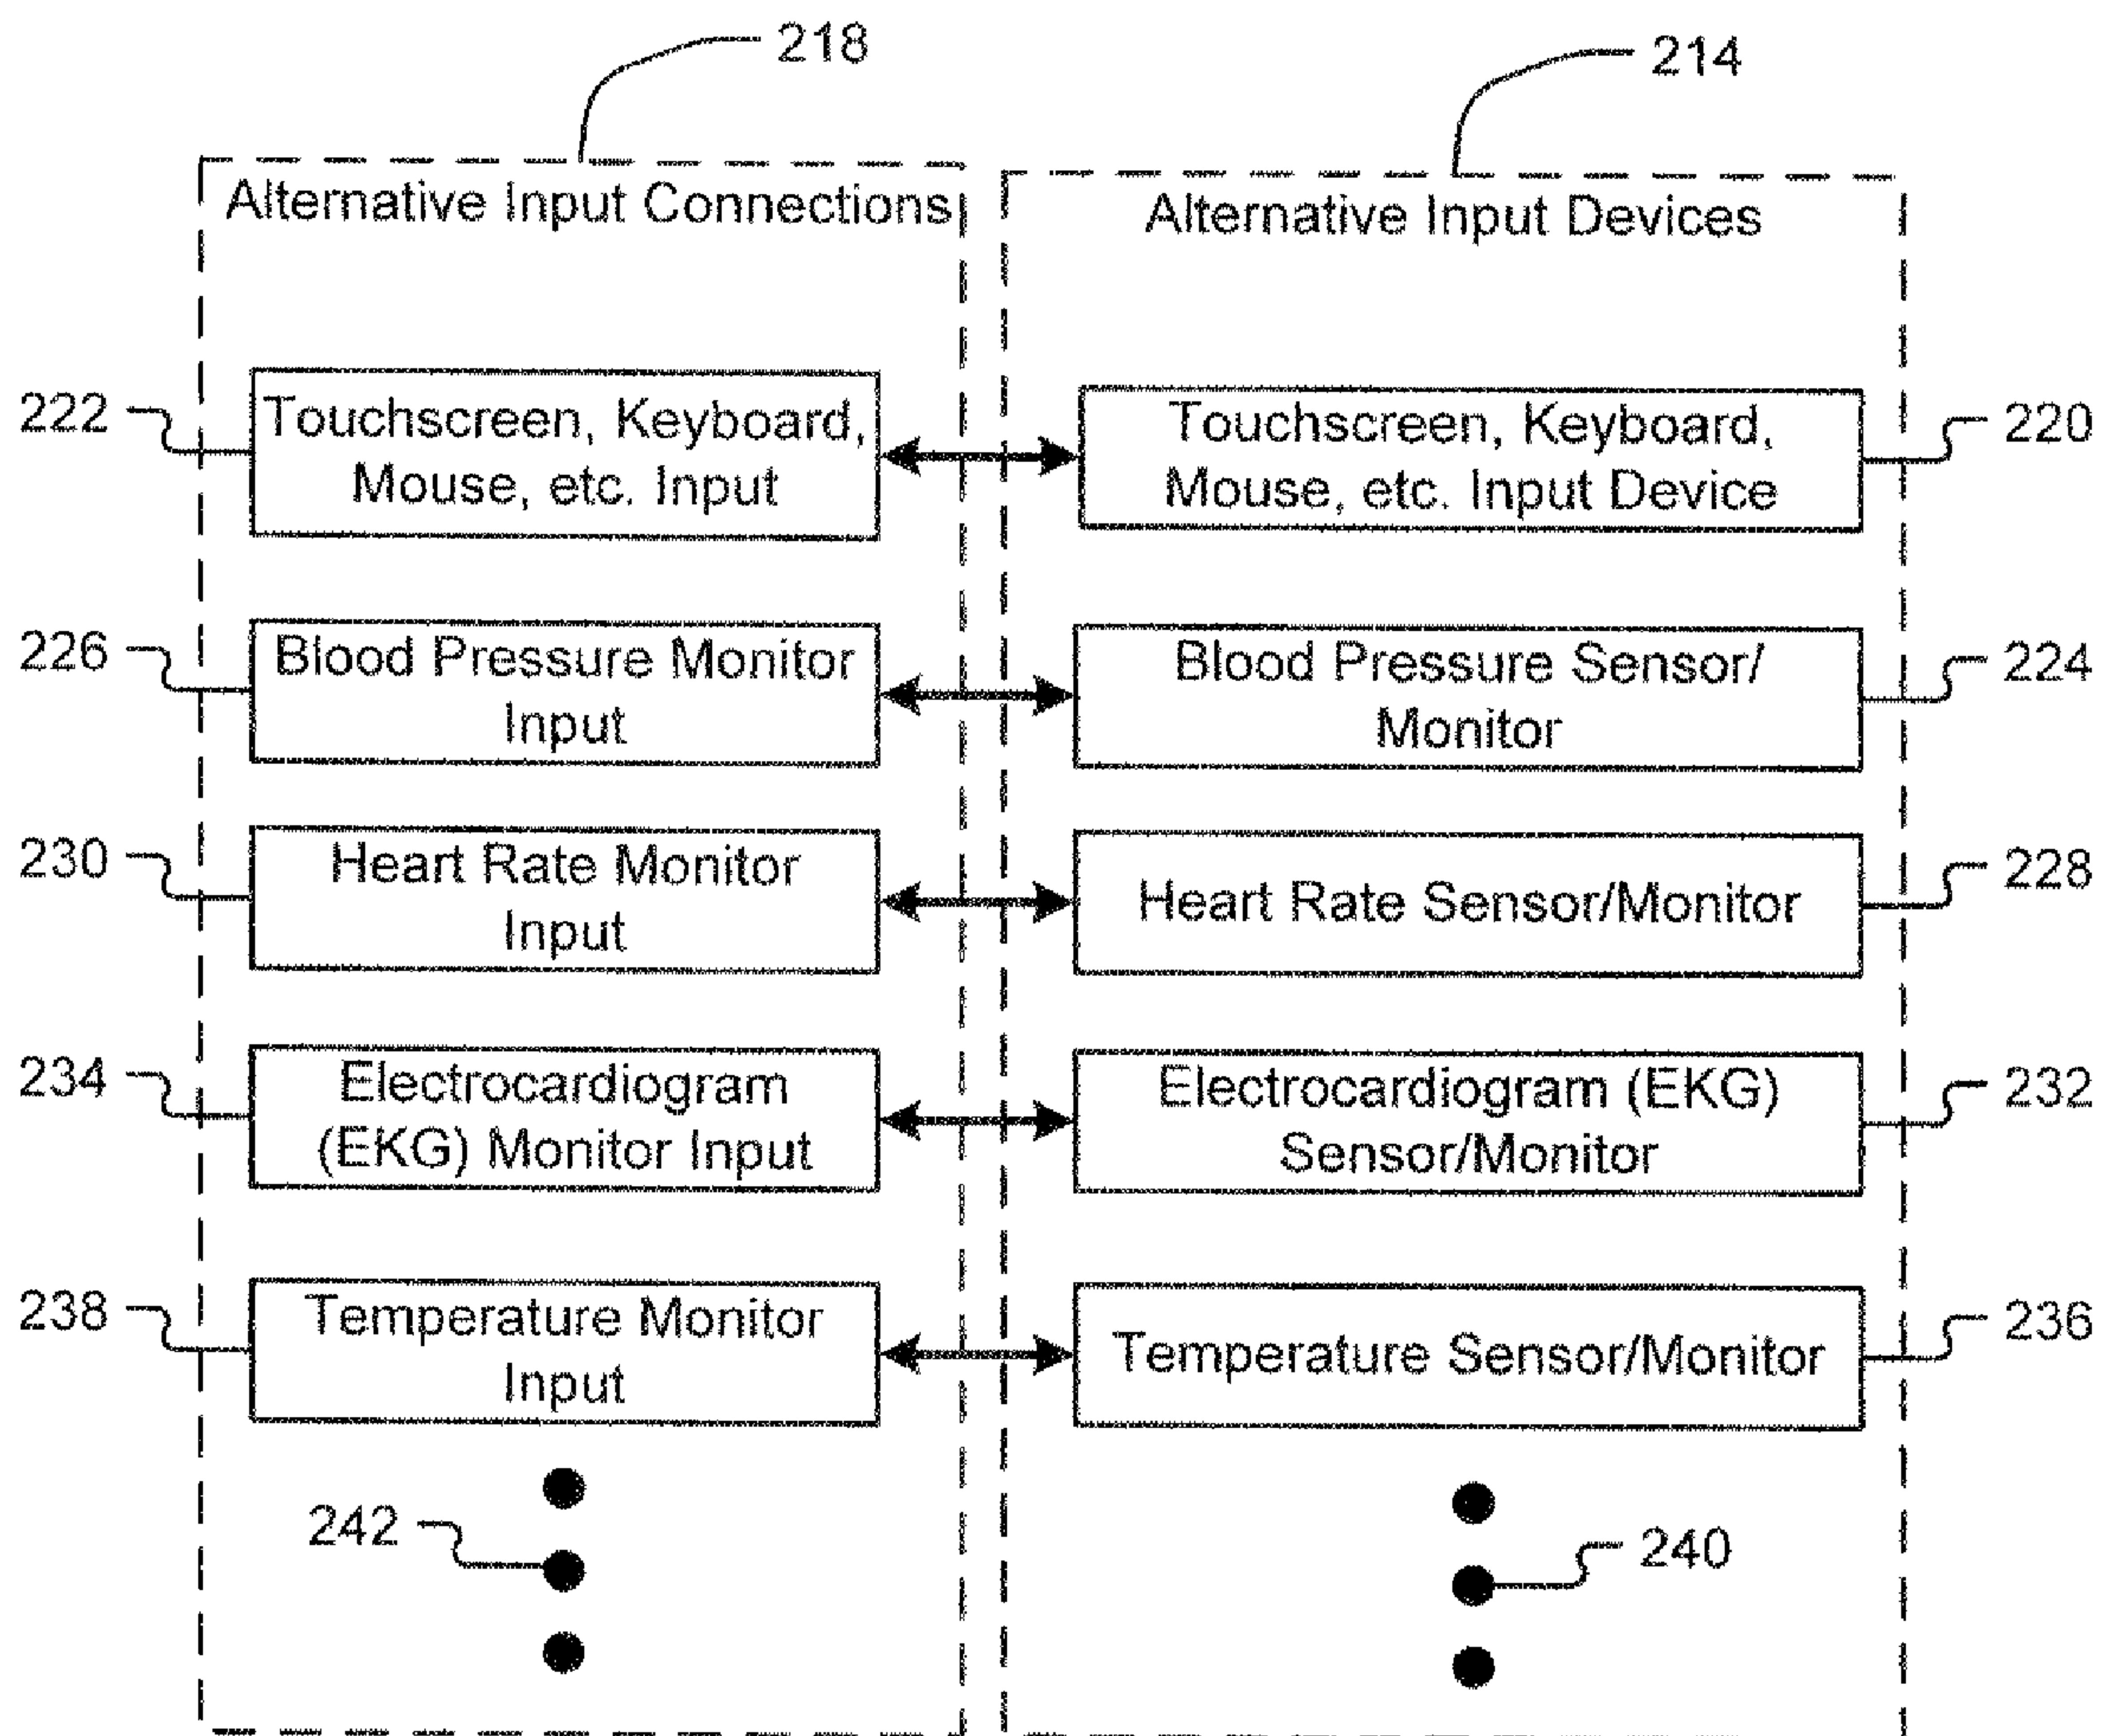 218
214
Alternative Input Connections
Alternative Input Devices
222
Touchscreen, Keyboard,
Mouse, etc. Input
Touchscreen, Keyboard,
Mouse, etc. Input Device
220
226
Blood Pressure Monitor
Input
Blood Pressure Sensor/
Monitor
224
230
Heart Rate Monitor
Input
Heart Rate Sensor/Monitor
228
234
Electrocardiogram
(EKG) Monitor Input
Electrocardiogram (EKG)
Sensor/Monitor
232
238
Temperature Monitor
Input
Temperature Sensor/Monitor
236
242
240